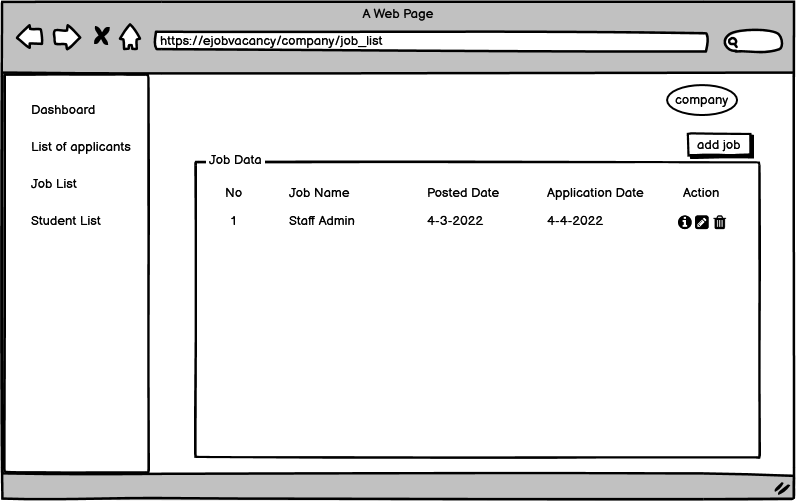 A Web Page
https://ejobvacancy/company/job_list
Dashboard
List of applicants
Job List
Student List
company
add job
Job Data
No Job Name Posted Date Application Date Action
1 Staff Admin 4-3-2022 4-4-2022